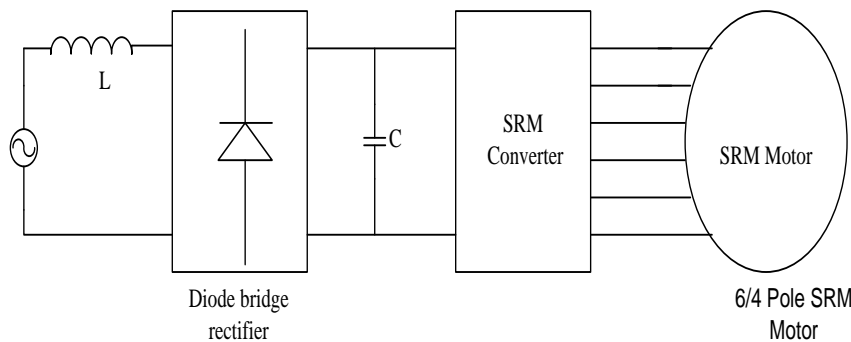 L
C
SRM
Converter
SRM Motor
Diode bridge
rectifier
6/4 Pole SRM
Motor